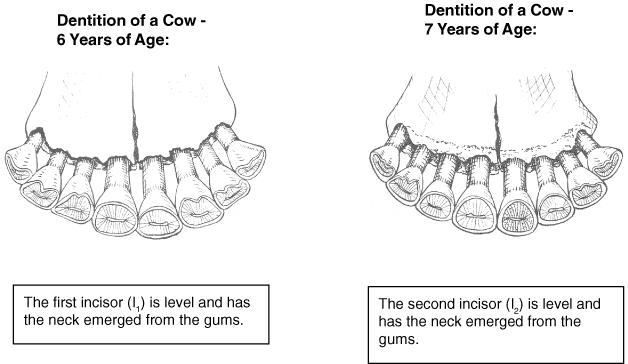 Dentition of a Cow -
6 Years of Age:
Dentition of a Cow -
7 Years of Age:
The first incisor (I₁) is level and has
the neck emerged from the gums.
The second incisor (I₂) is level and
has the neck emerged from the
gums.